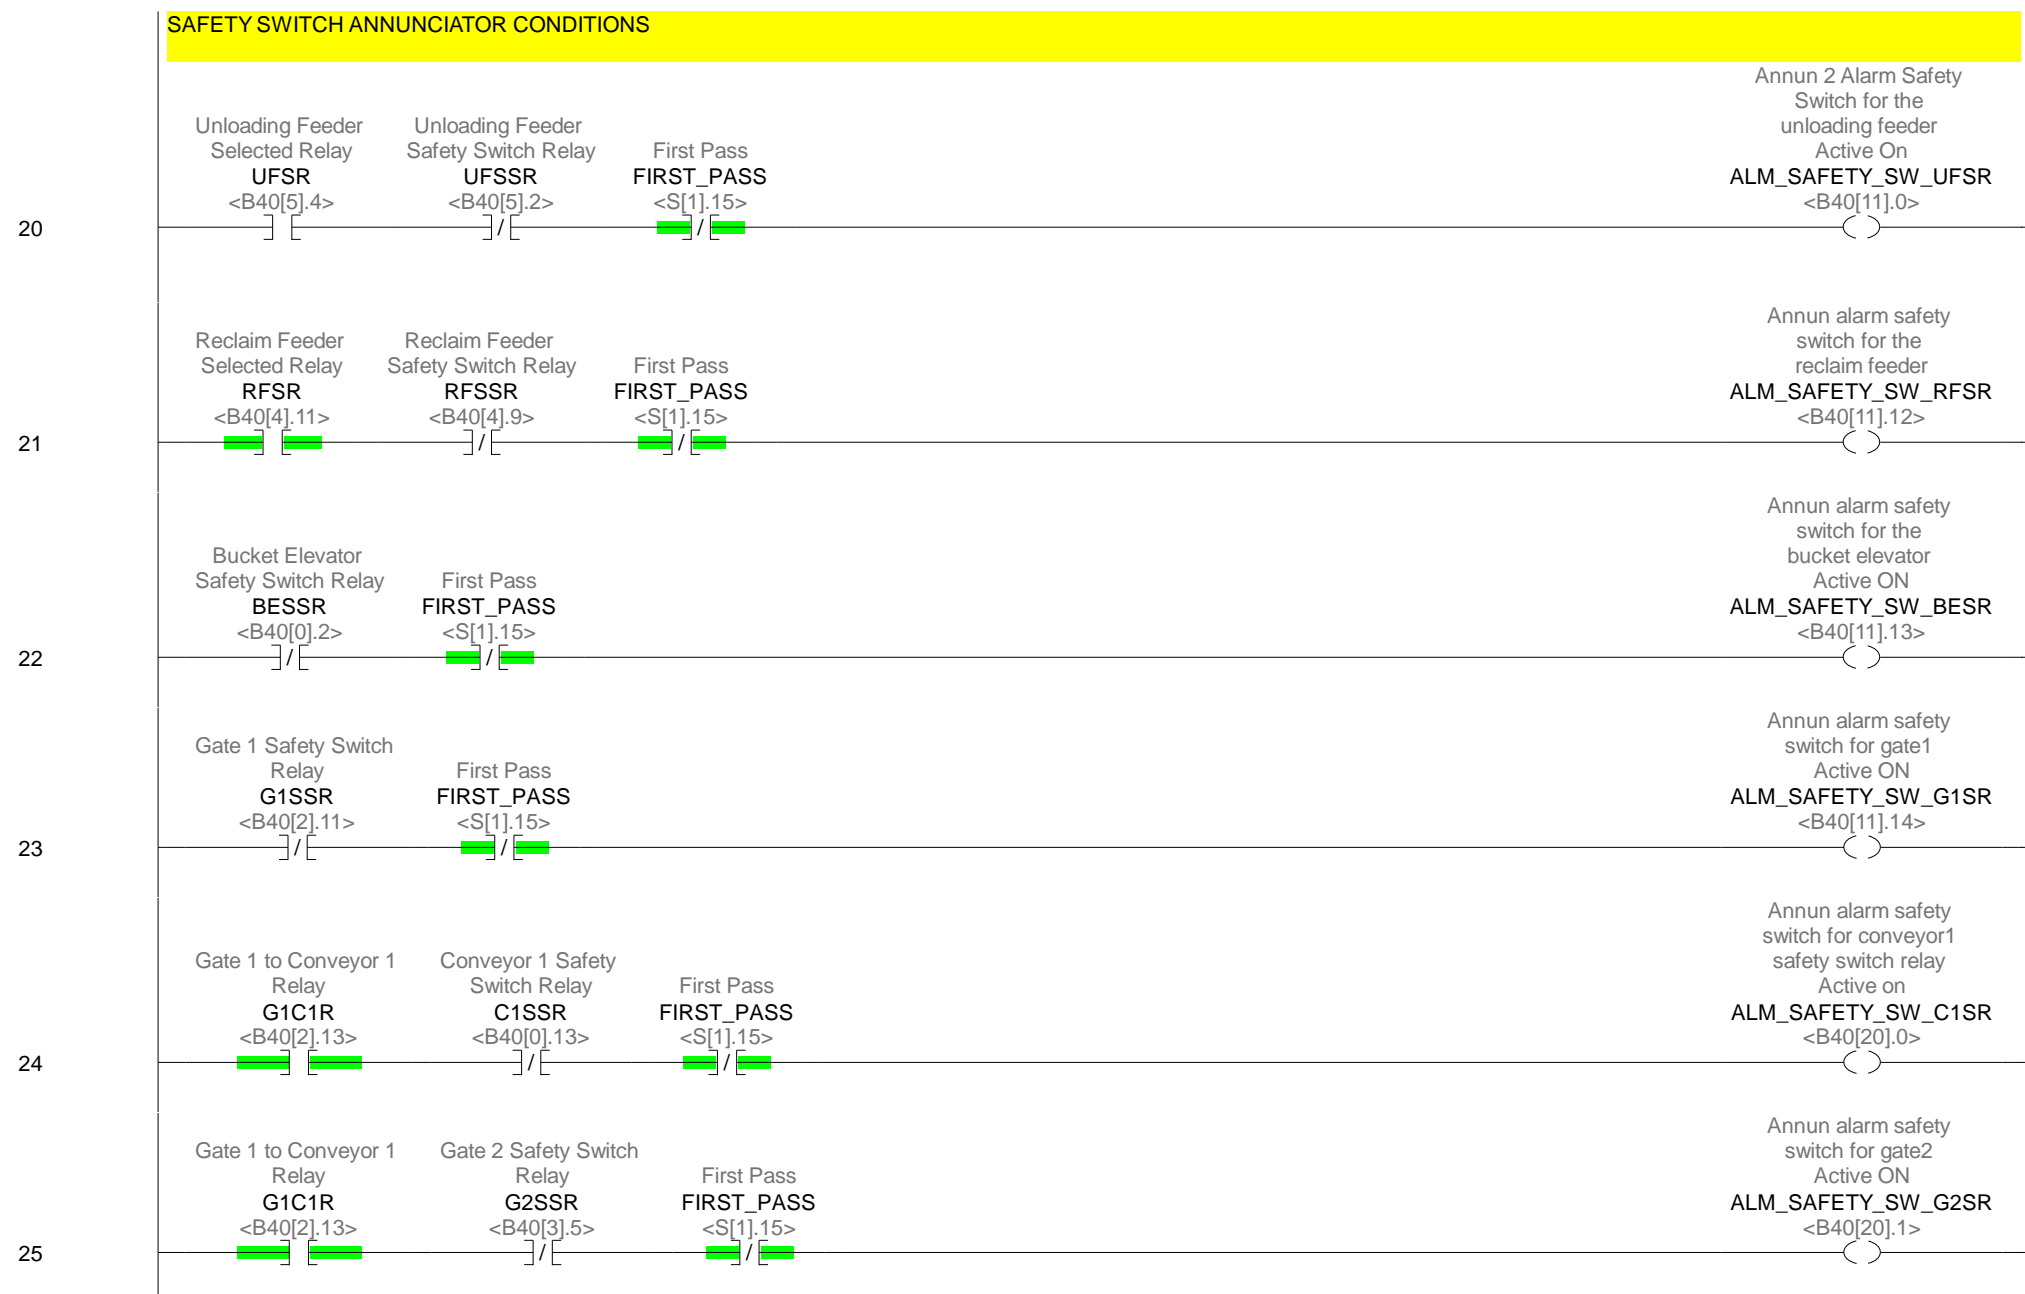 SAFETY SWITCH ANNUNCIATOR CONDITIONS
Annun 2 Alarm Safety
Switch for the
unloading feeder
Active On
ALM_SAFETY_SW_UFSR
<B40[11].0>
Unloading Feeder
Selected Relay
UFSR
<B40[5].4>
Unloading Feeder
Safety Switch Relay
UFSSR
<B40[5].2>
First Pass
FIRST_PASS
<S[1].15>
20
Annun alarm safety
switch for the
reclaim feeder
ALM_SAFETY_SW_RFSR
<B40[11].12>
Reclaim Feeder
Selected Relay
RFSR
<B40[4].11>
Reclaim Feeder
Safety Switch Relay
RFSSR
<B40[4].9>
First Pass
FIRST_PASS
<S[1].15>
21
Annun alarm safety
switch for the
bucket elevator
Active ON
ALM_SAFETY_SW_BESR
<B40[11].13>
Bucket Elevator
Safety Switch Relay
BESSR
<B40[0].2>
First Pass
FIRST_PASS
<S[1].15>
22
Annun alarm safety
switch for gate1
Active ON
ALM_SAFETY_SW_G1SR
<B40[11].14>
Gate 1 Safety Switch
Relay
G1SSR
<B40[2].11>
First Pass
FIRST_PASS
<S[1].15>
23
Annun alarm safety
switch for conveyor1
safety switch relay
Active on
ALM_SAFETY_SW_C1SR
<B40[20].0>
Gate 1 to Conveyor 1
Relay
G1C1R
<B40[2].13>
Conveyor 1 Safety
Switch Relay
C1SSR
<B40[0].13>
First Pass
FIRST_PASS
<S[1].15>
24
Annun alarm safety
switch for gate2
Active ON
ALM_SAFETY_SW_G2SR
<B40[20].1>
Gate 1 to Conveyor 1
Relay
G1C1R
<B40[2].13>
Gate 2 Safety Switch
Relay
G2SSR
<B40[3].5>
First Pass
FIRST_PASS
<S[1].15>
25